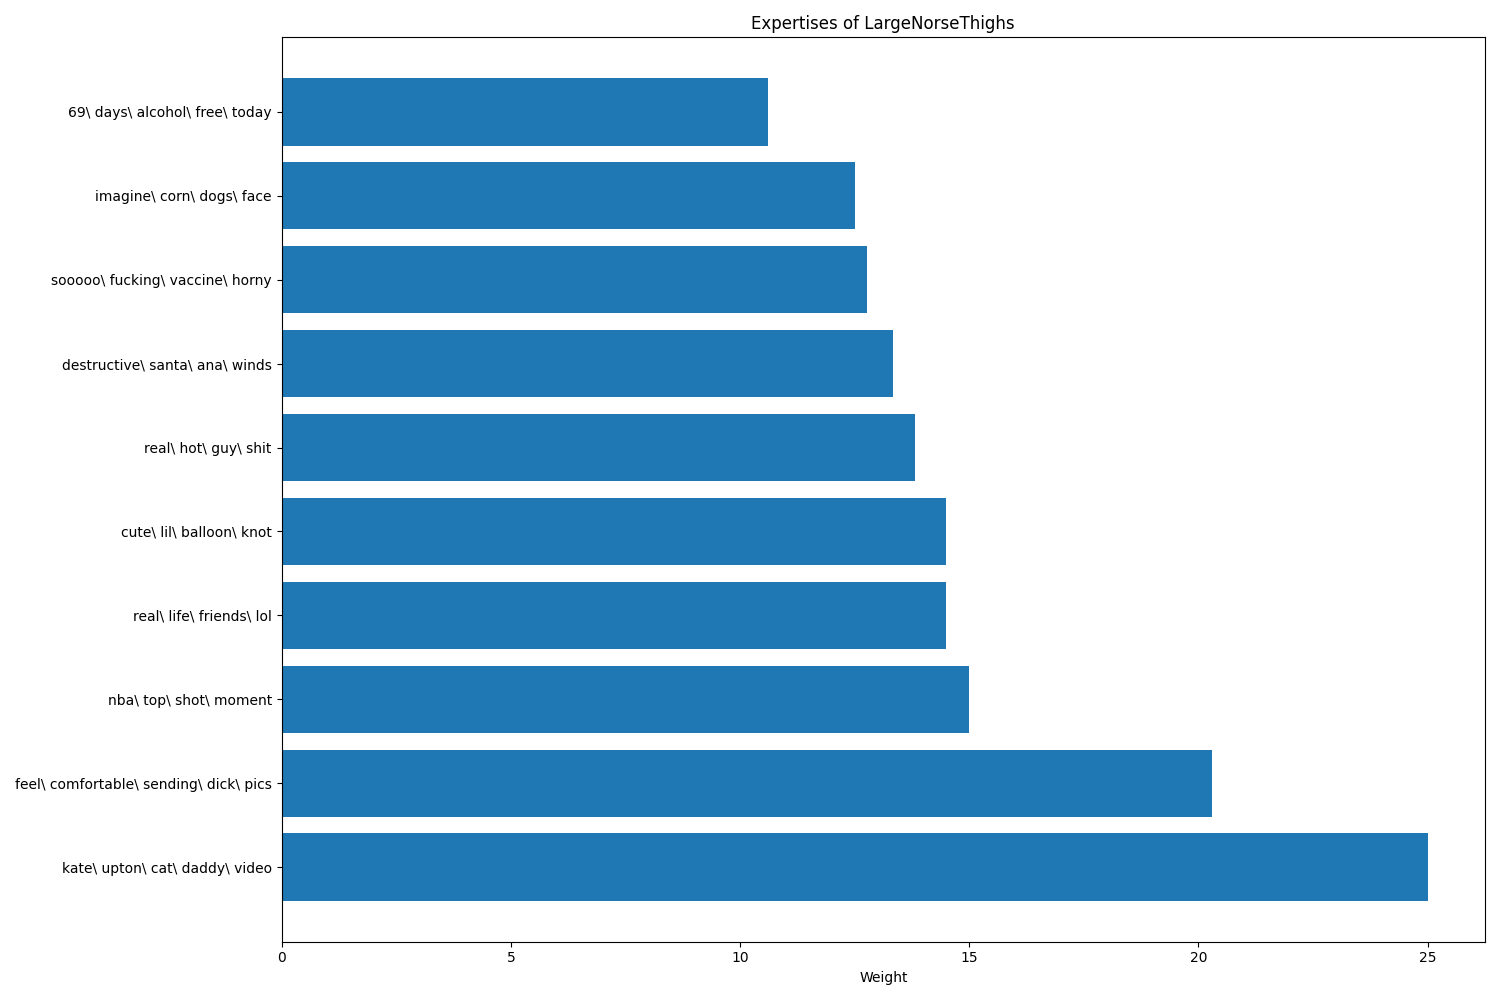 Expertises of LargeNorseThighs
69\ days\ alcohol\ free\ today
imagine\ corn\ dogs\ face
sooooo\ fucking\ vaccine\ horny
destructive\ santa\ ana\ winds
real\ hot\ guy\ shit
cute\ lil\ balloon\ knot
real\ life\ friends\ lol
nba\ top\ shot\ moment
feel\ comfortable\ sending\ dick\ pics
kate\ upton\ cat\ daddy\ video
0 5 10 15 20 25
Weight